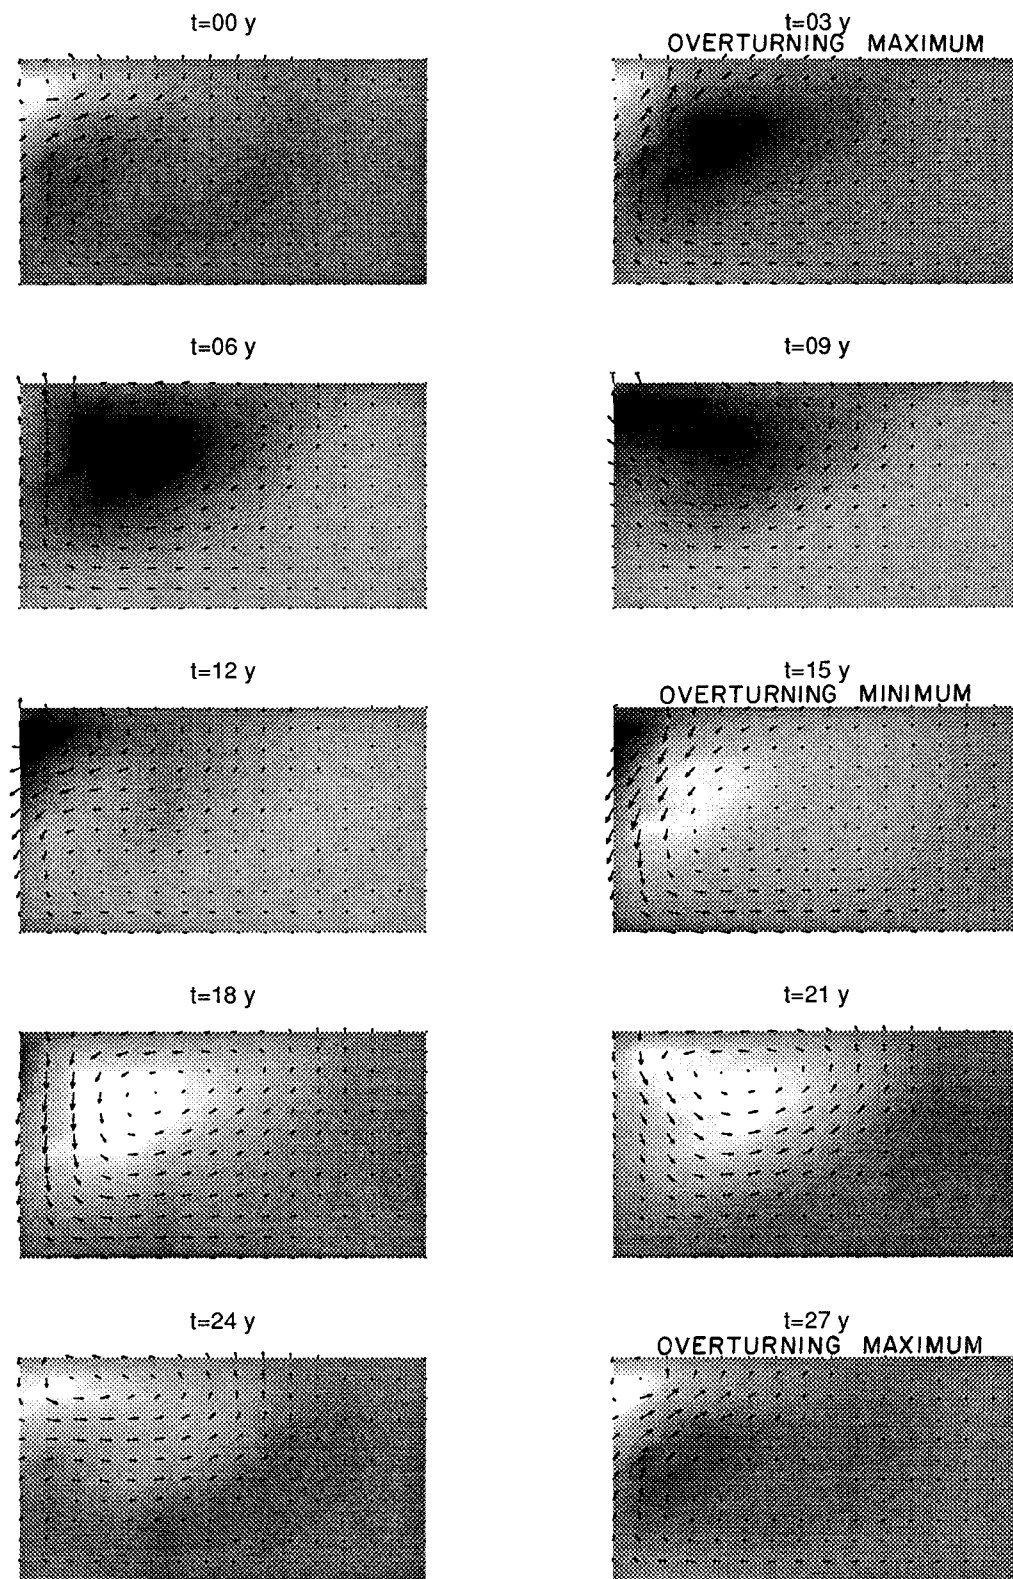 t=00 y
t=03 y
OVERTURNING MAXIMUM
t=06 y
t=09 y
t=12 y
t=15 y
OVERTURNING MINIMUM
t=18 y
t=21 y
t=24 y
t=27 y
OVERTURNING MAXIMUM